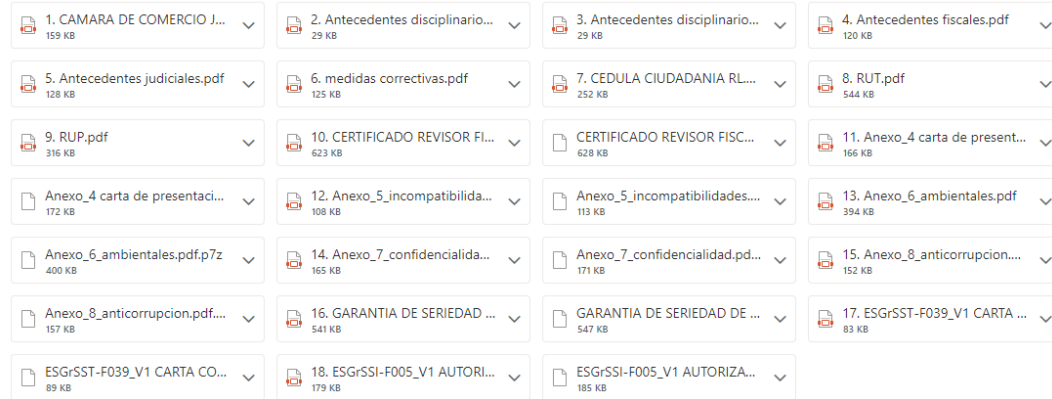 1. CAMARA DE COMERCIO J...
159 KB
2. Antecedentes disciplinario...
29 KB
3. Antecedentes disciplinario...
29 KB
4. Antecedentes fiscales.pdf
120 KB
5. Antecedentes judiciales.pdf
128 KB
6. medidas correctivas.pdf
125 KB
7. CEDULA CIUDADANIA RL....
252 KB
8. RUT.pdf
544 KB
9. RUP.pdf
316 KB
10. CERTIFICADO REVISOR FI...
623 KB
CERTIFICADO REVISOR FISC...
628 KB
11. Anexo_4 carta de present...
166 KB
Anexo_4 carta de presentaci...
172 KB
12. Anexo_5_incompatibilida...
108 KB
Anexo_5_incompatibilidades....
113 KB
13. Anexo_6_ambientales.pdf
394 KB
Anexo_6_ambientales.pdf.p7z
400 KB
14. Anexo_7_confidencialida...
165 KB
Anexo_7_confidencialidad.pd...
171 KB
15. Anexo_8_anticorrupcion....
152 KB
Anexo_8_anticorrupcion.pdf....
157 KB
16. GARANTIA DE SERIEDAD ...
541 KB
GARANTIA DE SERIEDAD DE ...
547 KB
17. ESGrSST-F039_V1 CARTA ...
83 KB
ESGrSST-F039_V1 CARTA CO...
89 KB
18. ESGrSSI-F005_V1 AUTORI...
179 KB
ESGrSSI-F005_V1 AUTORIZA...
185 KB